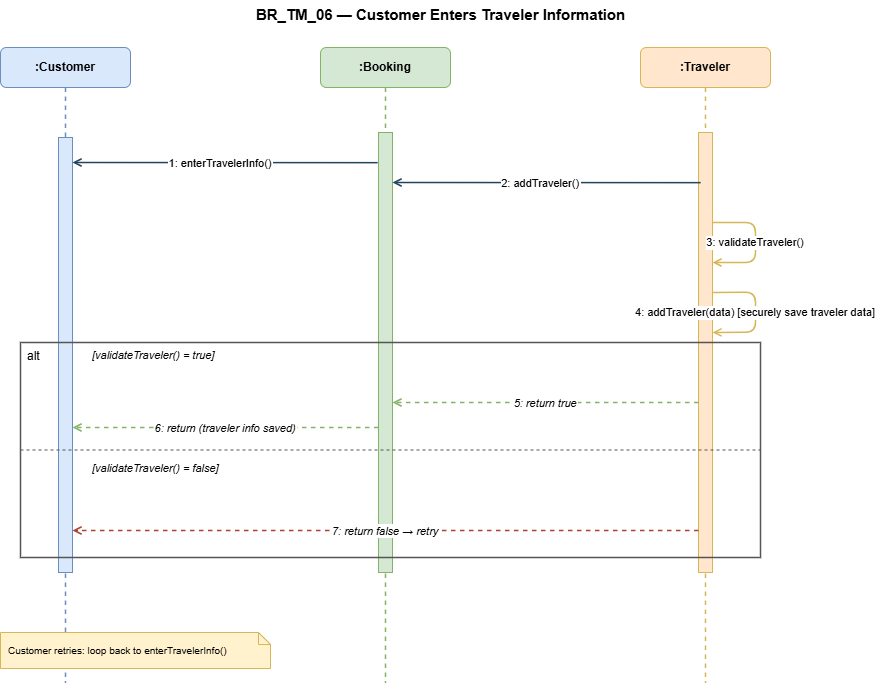 BR_TM_06 — Customer Enters Traveler Information
:Customer
:Booking
:Traveler
1: enterTravelerInfo()
2: addTraveler()
3: validateTraveler()
4: addTraveler(data) [securely save traveler data]
alt
[validateTraveler() = true]
5: return true
6: return (traveler info saved)
[validateTraveler() = false]
7: return false → retry
Customer retries: loop back to enterTravelerInfo()